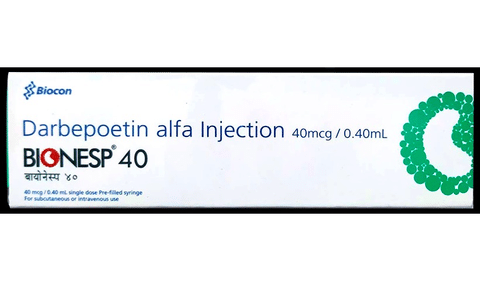 Biocon
Darbepoetin alfa Injection 40mcg / 0.40mL
BIONESP® 40
बायोनेस्प ४०
40 mcg / 0.40 mL single dose Pre-filled syringe
For subcutaneous or intravenous use